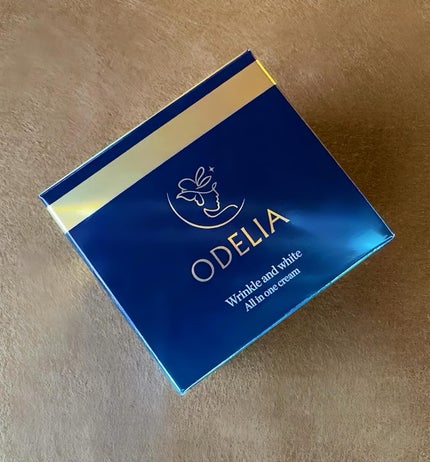 ODELIA
Wrinkle and white
All in one cream